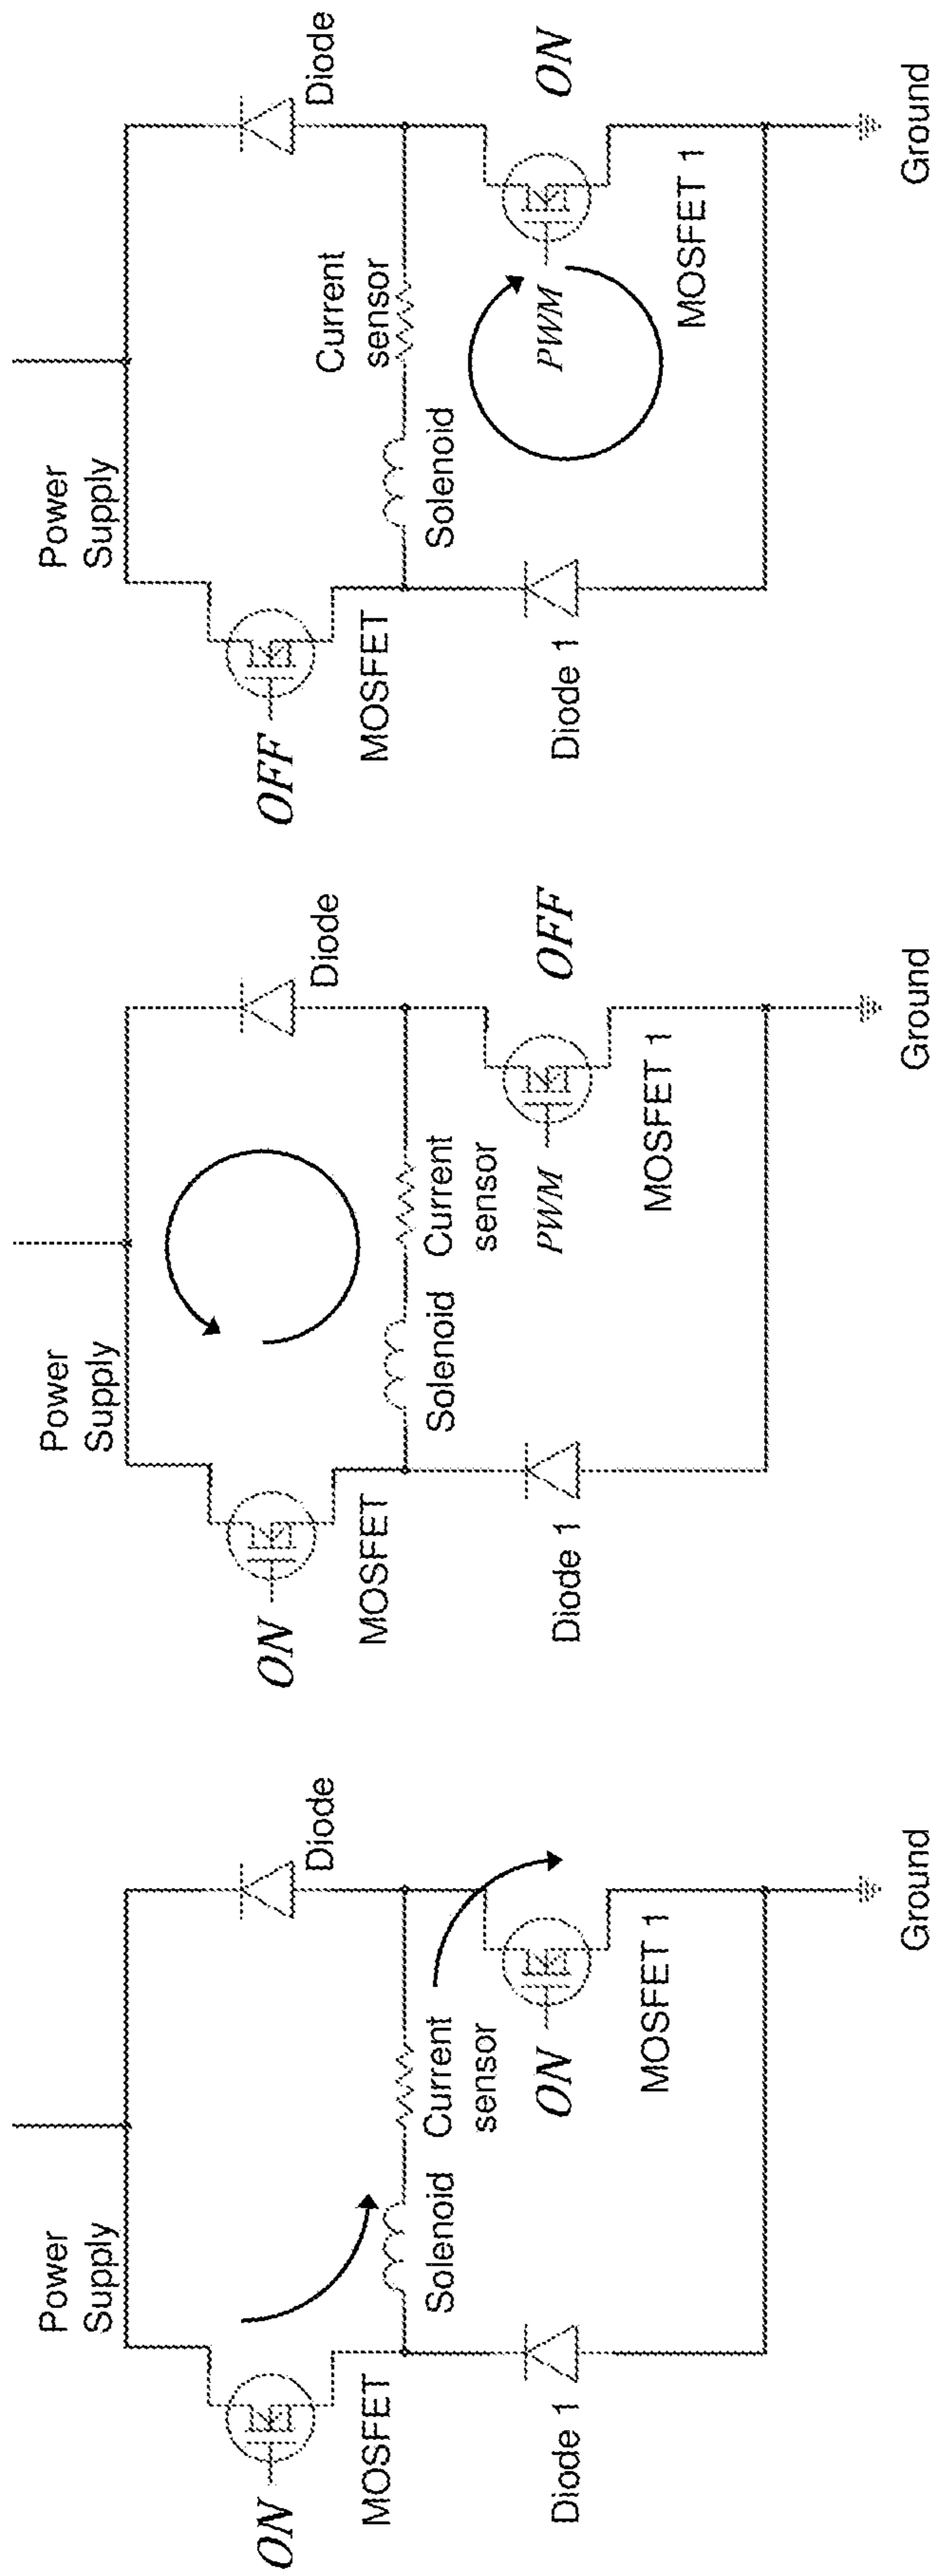 Power
Supply
ON
MOSFET
Diode
Solenoid
Current
sensor
ON
Diode 1
MOSFET 1
Ground
Power
Supply
ON
MOSFET
Diode
Solenoid
Current
sensor
PWM
OFF
Diode 1
MOSFET 1
Ground
Power
Supply
OFF
MOSFET
Diode
Current
sensor
Solenoid
PWM
ON
Diode 1
MOSFET 1
Ground